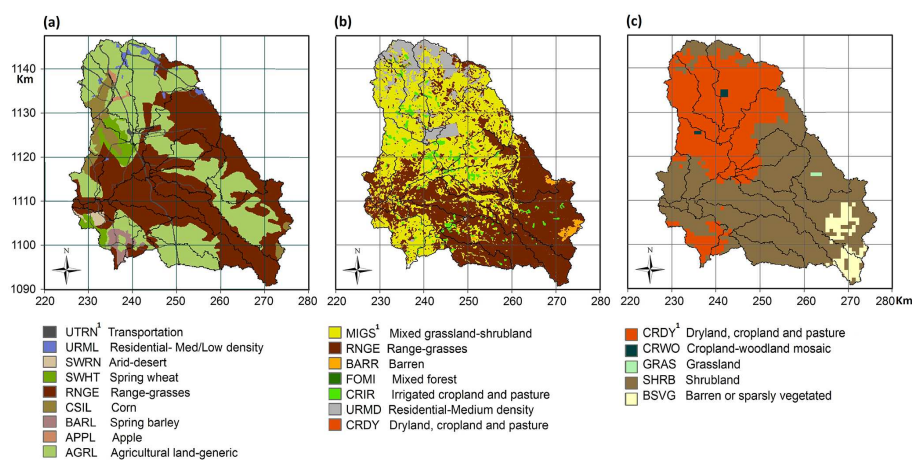 (a)
(b)
(c)
1140
Km
1130
1120
1110
1100
1090
N
N
N
220 230 240 250 260 270 280
220 230 240 250 260 270 280
220 230 240 250 260 270 280 Km
UTRN¹ Transportation
URML Residential- Med/Low density
SWRN Arid-desert
SWHT Spring wheat
RNGE Range-grasses
CSIL Corn
BARL Spring barley
APPL Apple
AGRL Agricultural land-generic
MIGS¹ Mixed grassland-shrubland
RNGE Range-grasses
BARR Barren
FOMI Mixed forest
CRIR Irrigated cropland and pasture
URMD Residential-Medium density
CRDY Dryland, cropland and pasture
CRDY¹ Dryland, cropland and pasture
CRWO Cropland-woodland mosaic
GRAS Grassland
SHRB Shrubland
BSVG Barren or sparsely vegetated